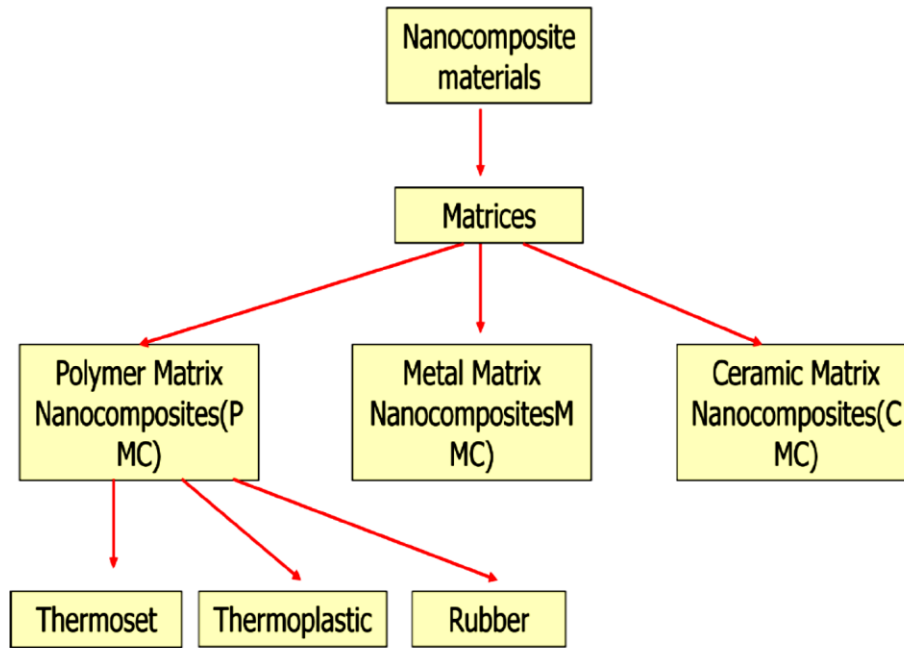 Nanocomposite
materials
Matrices
Polymer Matrix
Nanocomposites(P
MC)
Metal Matrix
NanocompositesM
MC)
Ceramic Matrix
Nanocomposites(C
MC)
Thermoset
Thermoplastic
Rubber